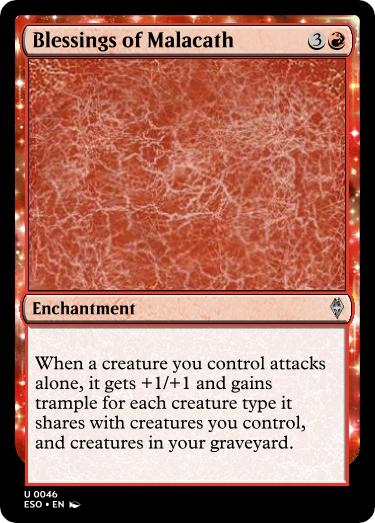 Blessings of Malacath 3
Enchantment
When a creature you control attacks
alone, it gets +1/+1 and gains
trample for each creature type it
shares with creatures you control,
and creatures in your graveyard.
U 0046
ESO • EN